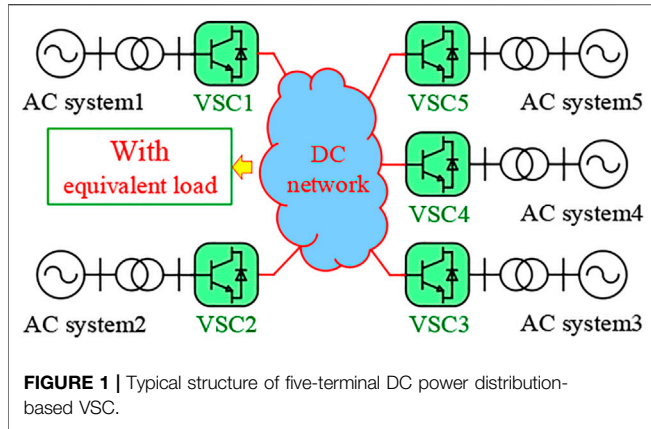 AC system1
VSC1
VSC5
AC system5
With
equivalent load
DC
network
VSC4
AC system4
AC system2
VSC2
VSC3
AC system3
FIGURE 1 | Typical structure of five-terminal DC power distribution-
based VSC.